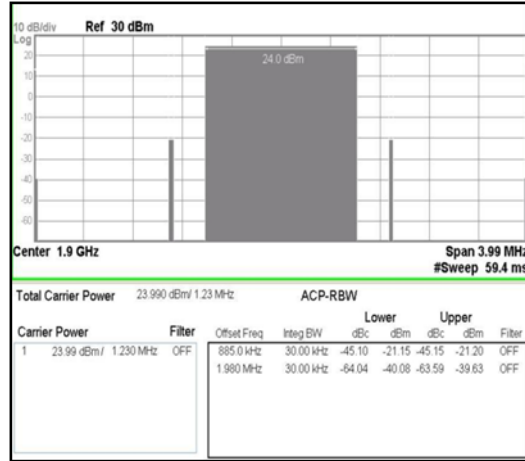 10 dB/div Ref 30 dBm
Log
24.0 dBm
20
10
0
-10
-20
-30
-40
-50
-60
Center 1.9 GHz Span 3.99 MHz
#Sweep 59.4 ms
Total Carrier Power 23.990 dBm/ 1.23 MHz ACP-RBW
Lower Upper
Carrier Power Filter Offset Freq Integ BW dBc dBm dBc dBm Filter
1 23.99 dBm / 1.230 MHz OFF 885.0 kHz 30.00 kHz -45.10 -21.15 -45.15 -21.20 OFF
1.980 MHz 30.00 kHz -64.04 -40.08 -63.59 -39.63 OFF